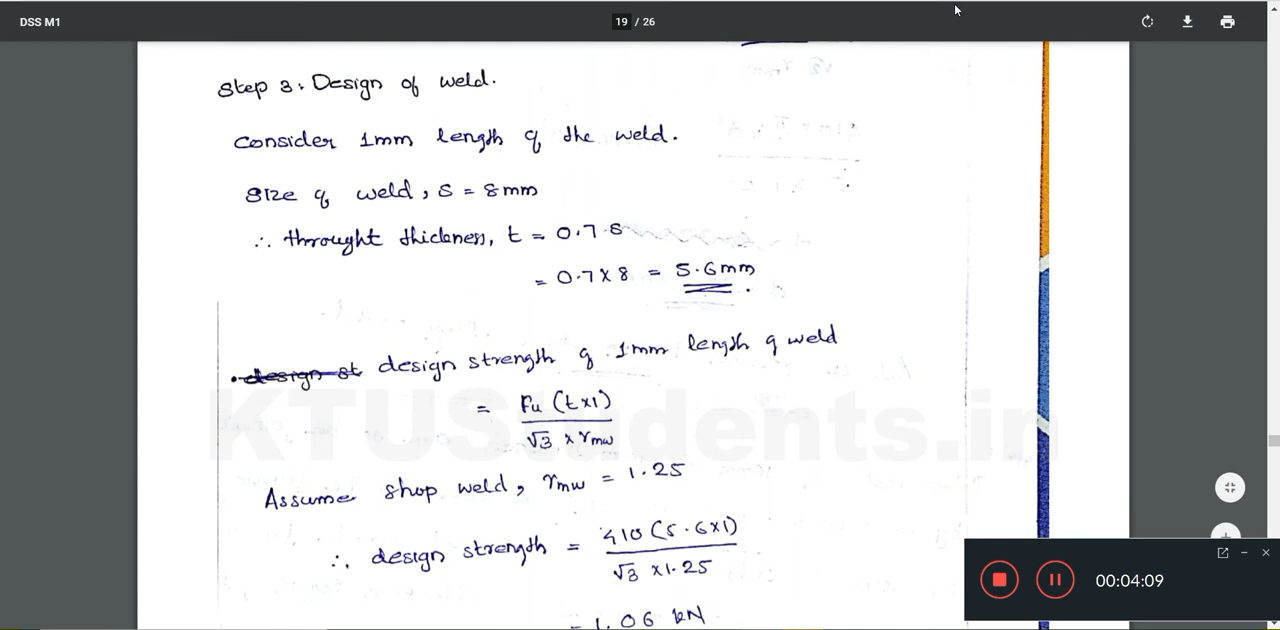 DSS M1
19 / 26
Step 3: Design of weld.
Consider 1mm length of the weld.
Size of weld, S = 8mm
∴ throught thickness, t = 0.7 S
= 0.7 x 8 = 5.6mm
design st design strength of 1mm length of weld
= Fu (t x 1)
√3 x γmw
KTUStudents.in
Assume shop weld, γmw = 1.25
∴ design strength = 410 (5.6 x 1)
√3 x 1.25
= 1.06 kN
00:04:09